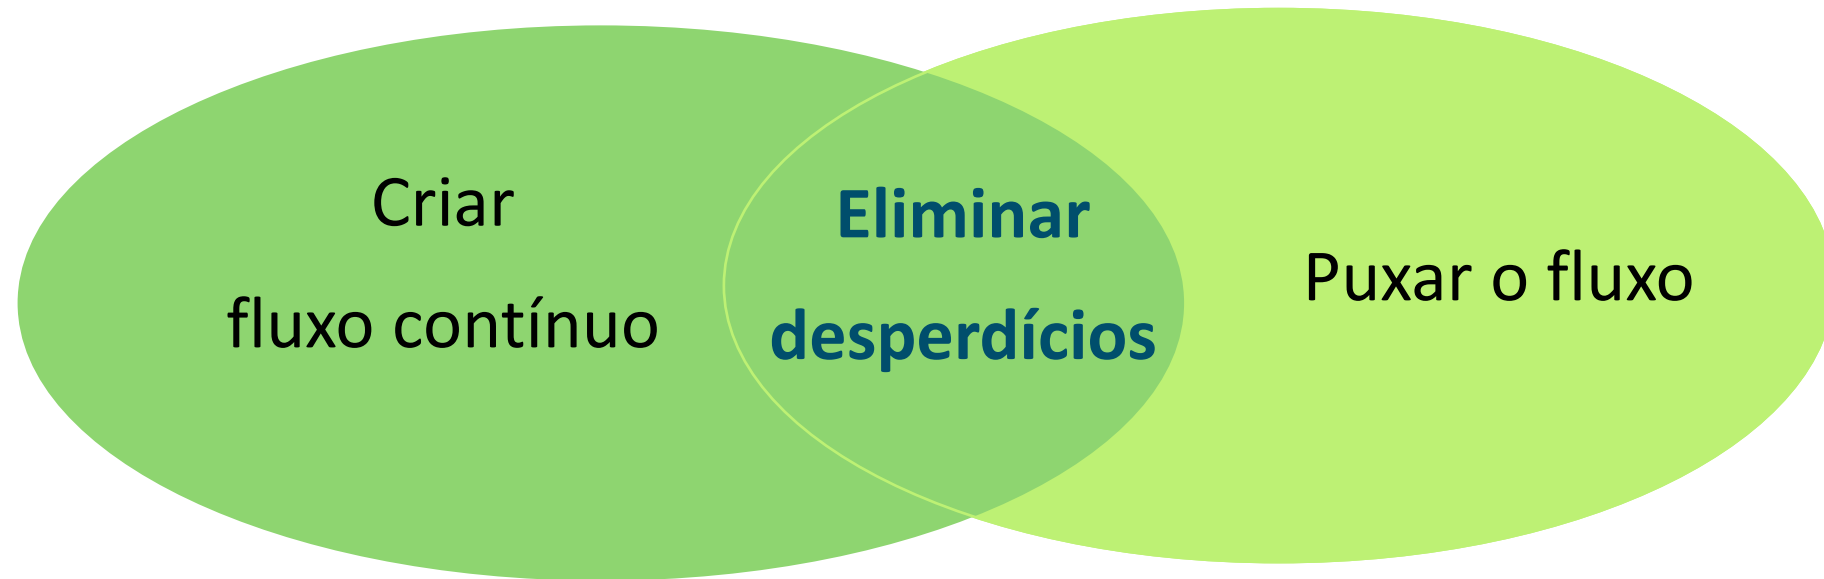 Criar
fluxo contínuo
Eliminar
desperdícios
Puxar o fluxo